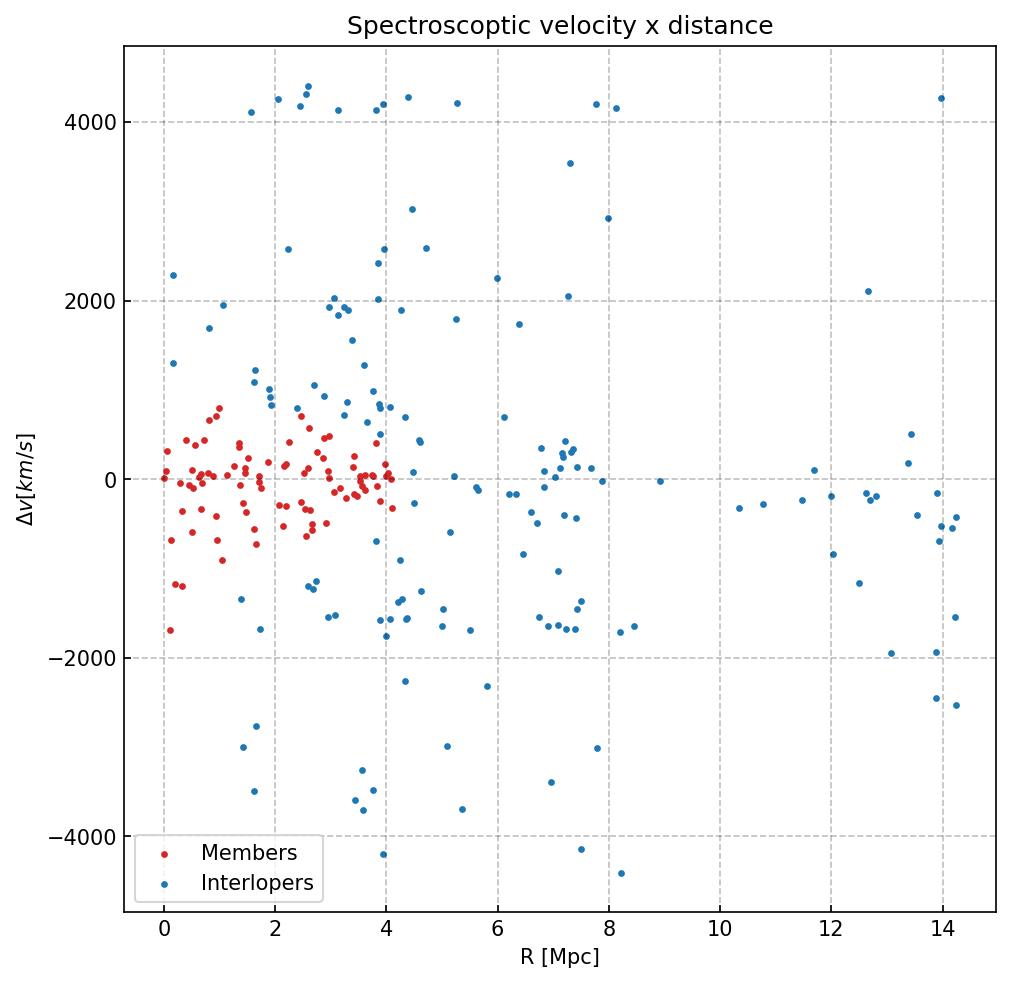 Spectroscoptic velocity x distance
4000
2000
0
−2000
−4000
Δv[km/s]
Members
Interlopers
0 2 4 6 8 10 12 14
R [Mpc]